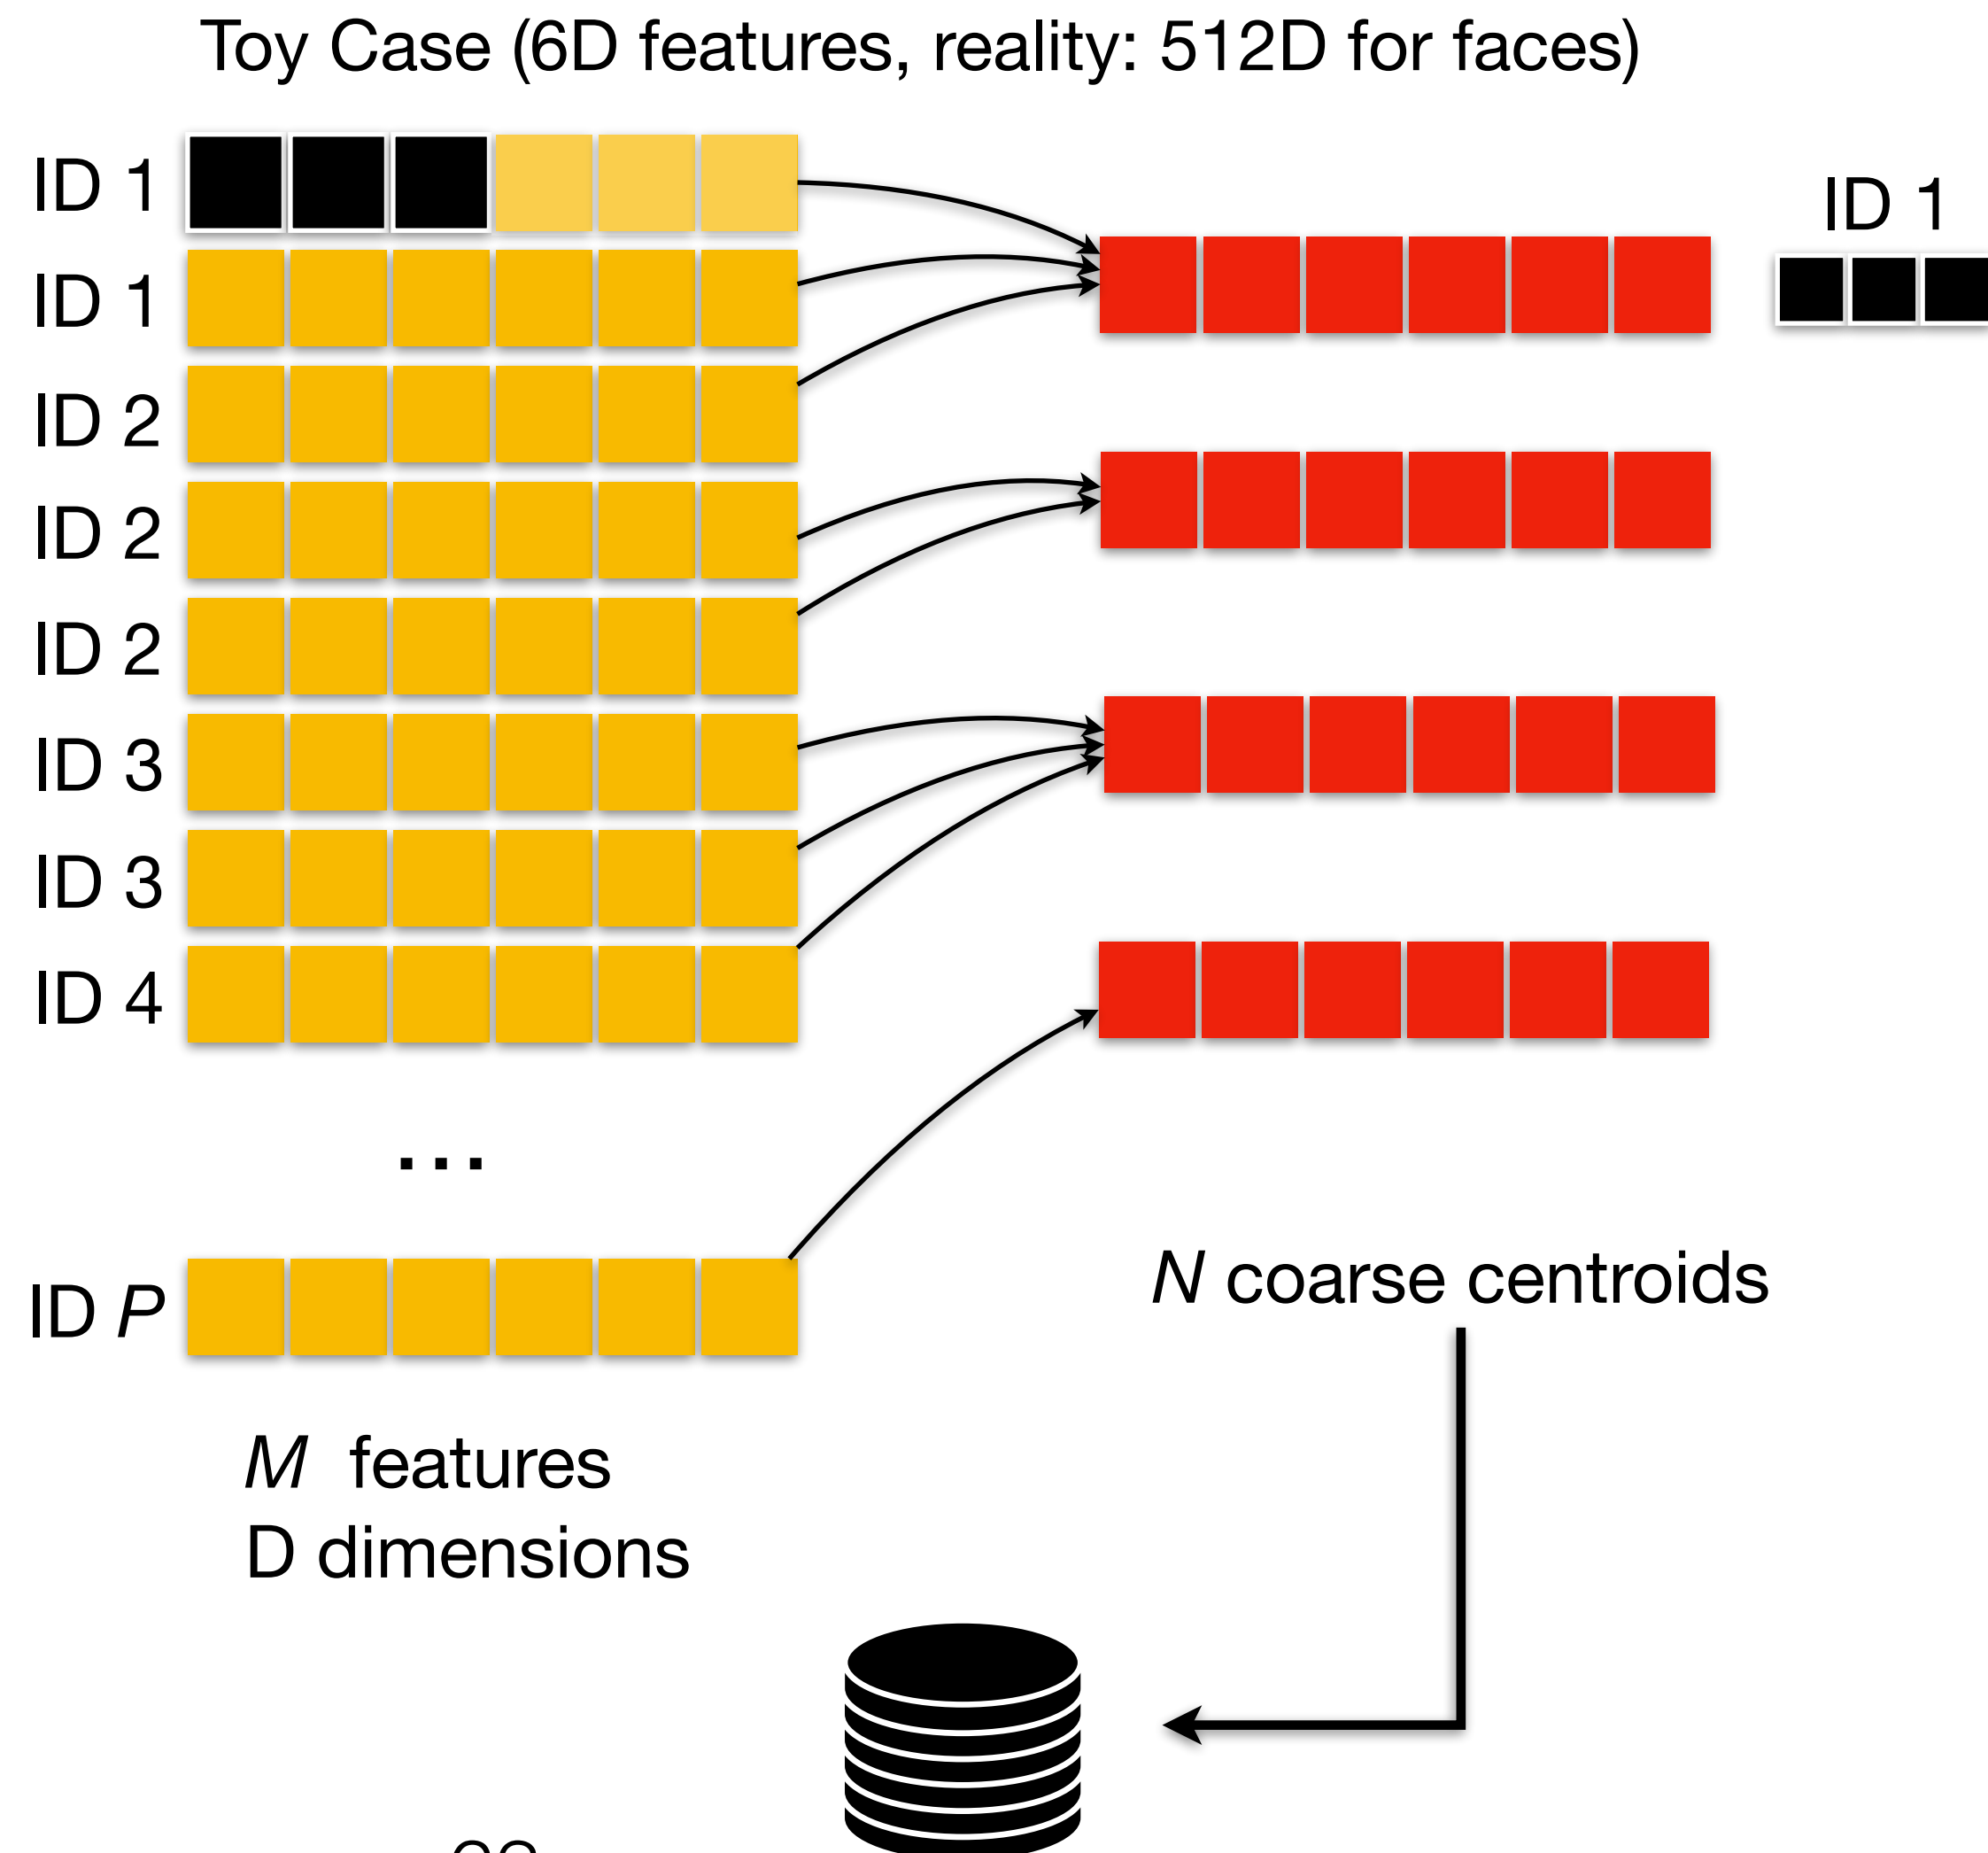 Toy Case (6D features, reality: 512D for faces)
ID 1
ID 1
ID 1
ID 2
ID 2
ID 2
ID 3
ID 3
ID 4
...
ID P
N coarse centroids
M features
D dimensions